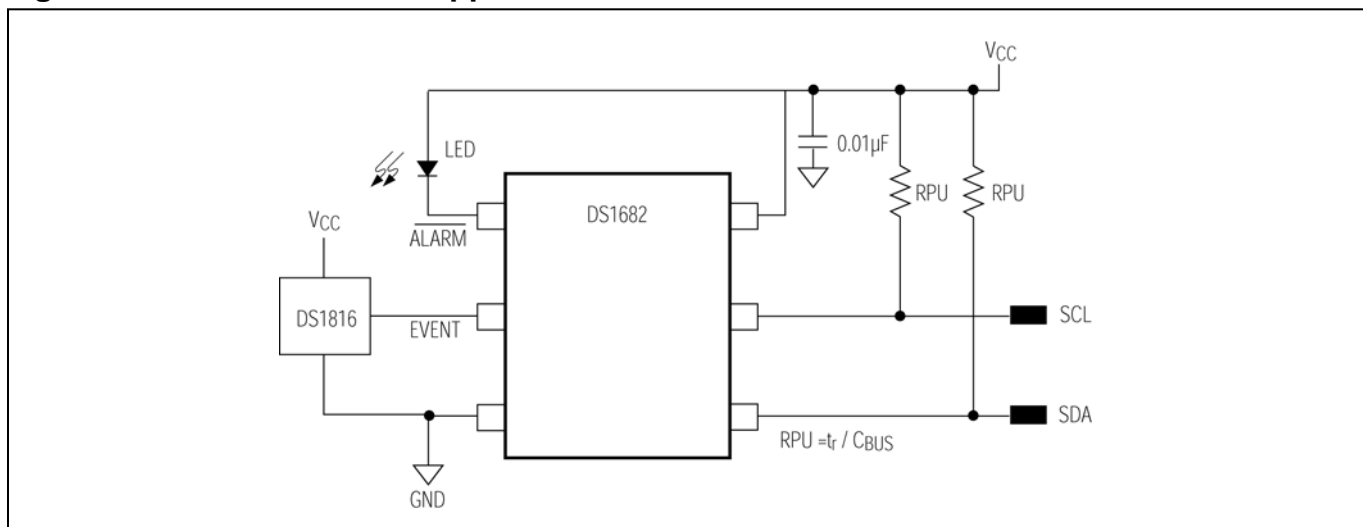 VCC
LED
0.01µF
RPU
RPU
DS1682
ALARM
VCC
DS1816
EVENT
SCL
SDA
RPU =tr / CBUS
GND